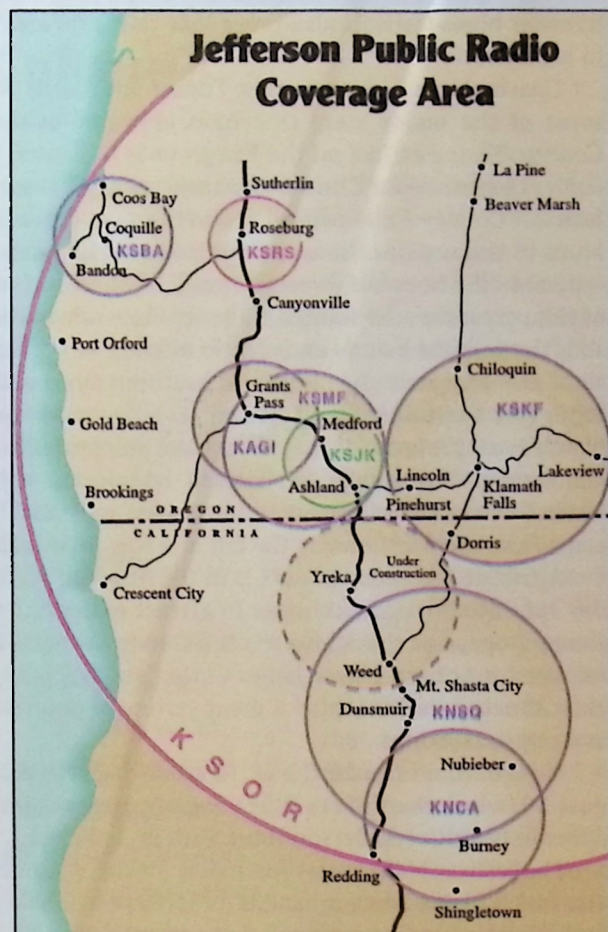 Jefferson Public Radio
Coverage Area
La Pine
Sutherlin
Coos Bay
Beaver Marsh
Coquille
Roseburg
KSBA
KSRS
Bandon
Canyonville
Port Orford
Chiloquin
Grants
Pass
KSMF
KSKF
Gold Beach
Medford
KAGI
KSJK
Lakeview
Lincoln
Ashland
Klamath
Falls
Brookings
Pinehurst
OREGON
CALIFORNIA
Dorris
Under
Construction
Yreka
Crescent City
Weed
Mt. Shasta City
Dunsmuir
KNSQ
KSOR
Nubieber
KNCA
Burney
Redding
Shingletown